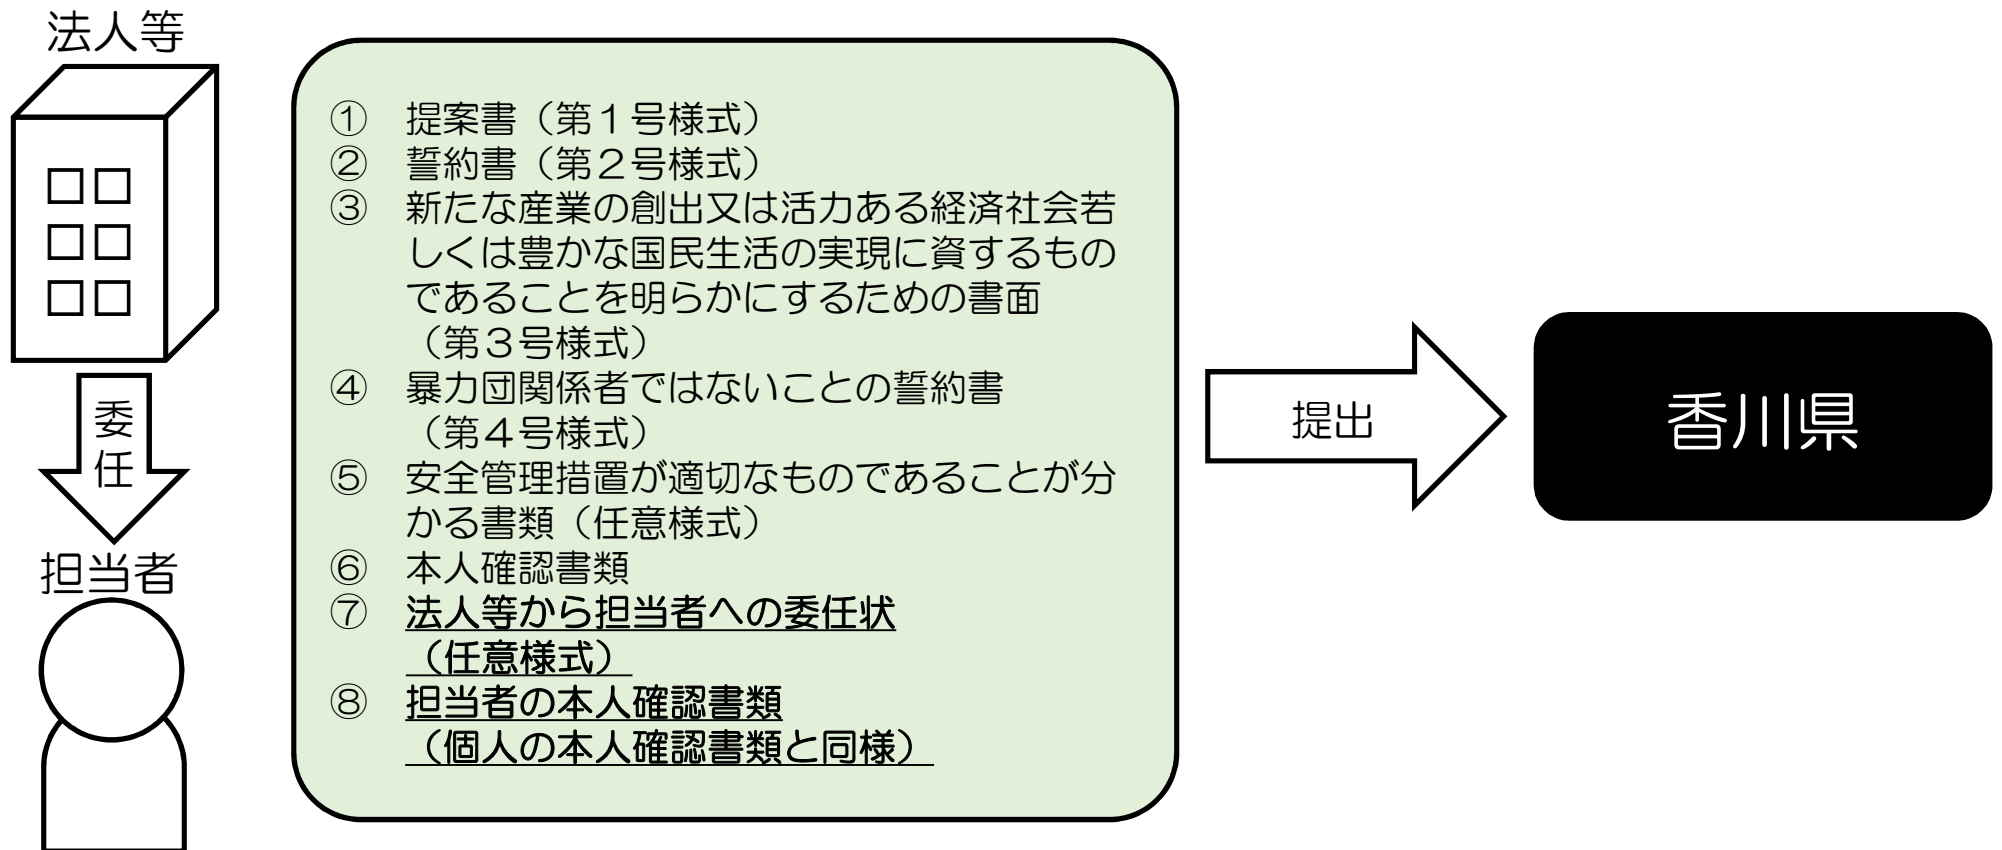 法人等
委
任
担当者
① 提案書（第１号様式）
② 誓約書（第２号様式）
③ 新たな産業の創出又は活力ある経済社会若
しくは豊かな国民生活の実現に資するもの
であることを明らかにするための書面
（第３号様式）
④ 暴力団関係者ではないことの誓約書
（第４号様式）
⑤ 安全管理措置が適切なものであることが分
かる書類（任意様式）
⑥ 本人確認書類
⑦ 法人等から担当者への委任状
（任意様式）
⑧ 担当者の本人確認書類
（個人の本人確認書類と同様）
提出
香川県